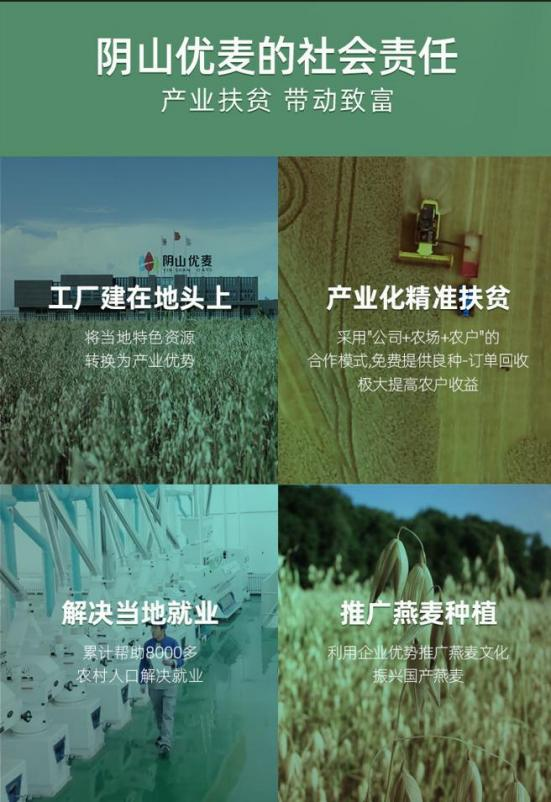 阴山优麦的社会责任
产业扶贫 带动致富
阴山优麦
YIN SHAN OATS
工厂建在地头上
将当地特色资源
转换为产业优势
产业化精准扶贫
采用"公司+农场+农户"的
合作模式,免费提供良种-订单回收
极大提高农户收益
解决当地就业
累计帮助8000多
农村人口解决就业
推广燕麦种植
利用企业优势推广燕麦文化
振兴国产燕麦